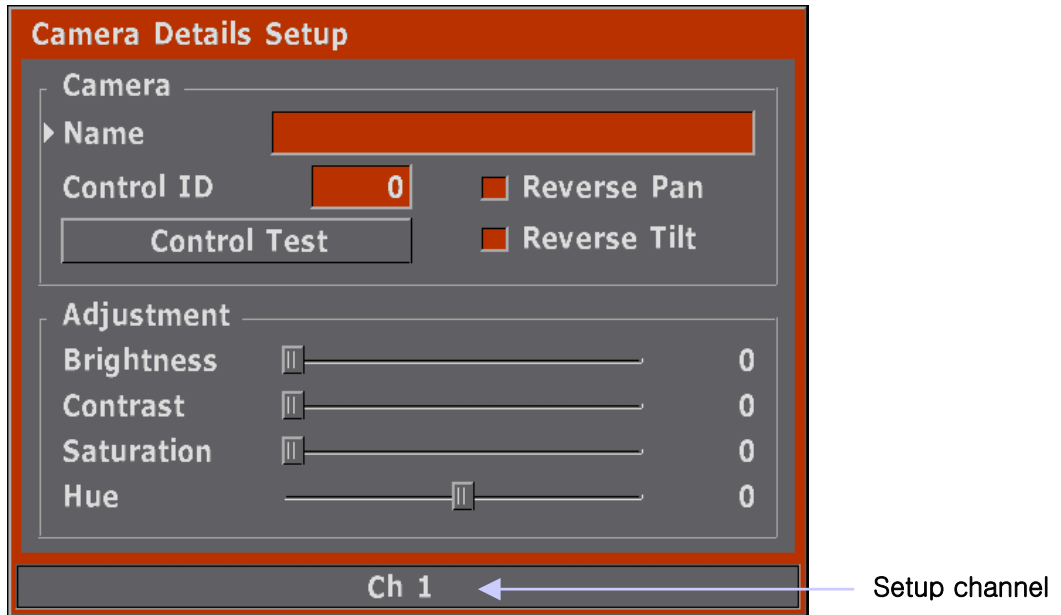 Camera Details Setup
Camera
Name
Control ID 0 Reverse Pan
Control Test Reverse Tilt
Adjustment
Brightness 0
Contrast 0
Saturation 0
Hue 0
Ch 1 Setup channel